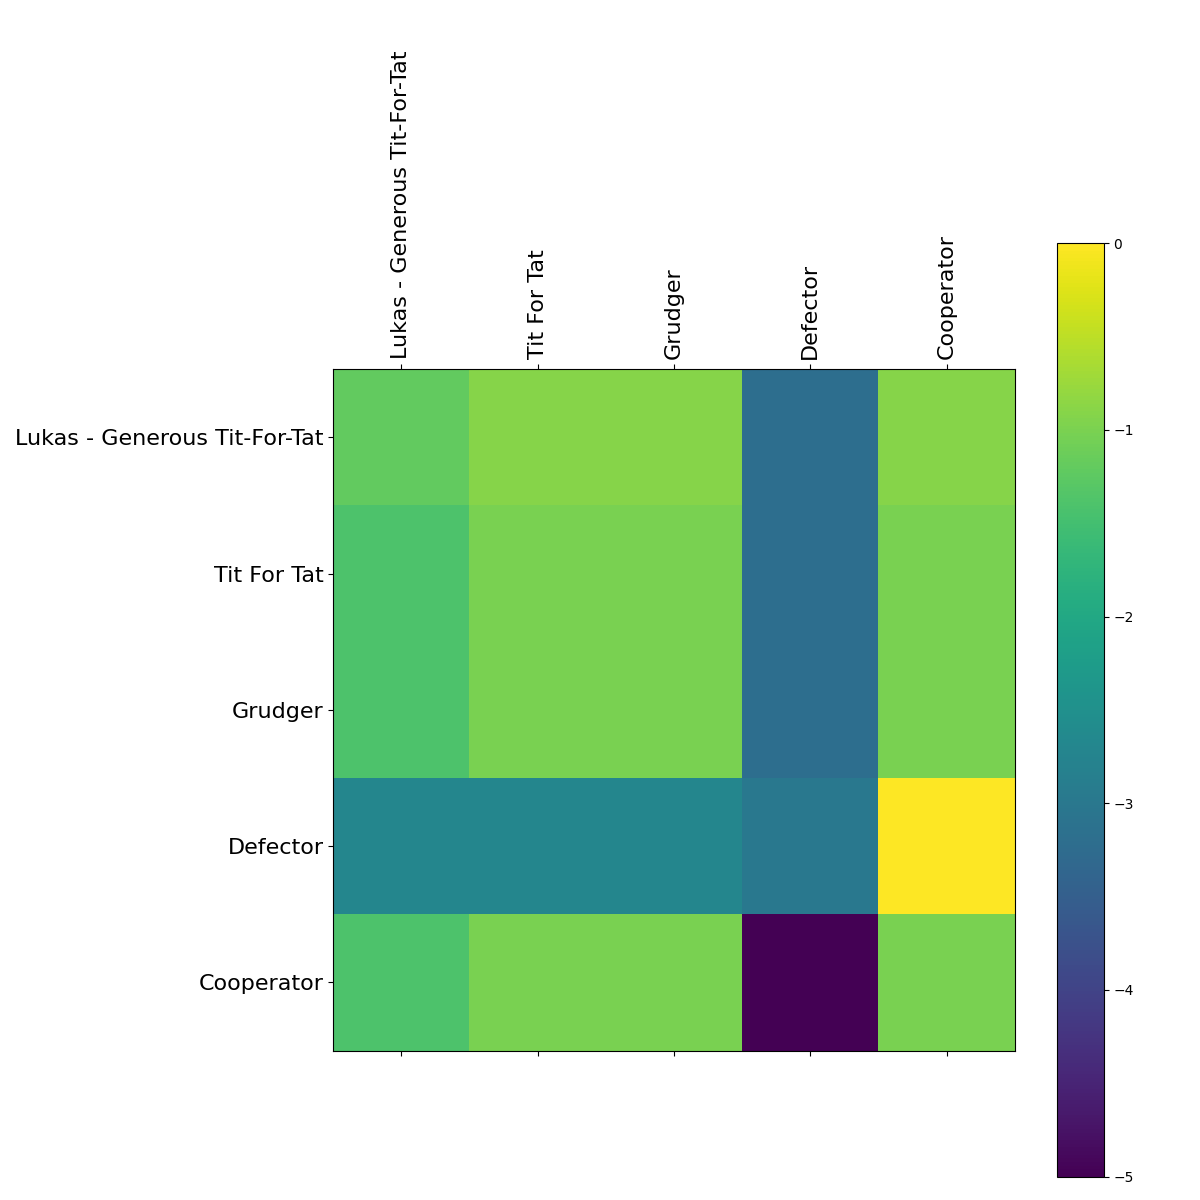 Lukas - Generous Tit-For-Tat
Tit For Tat
Grudger
Defector
Cooperator
Lukas - Generous Tit-For-Tat
Tit For Tat
Grudger
Defector
Cooperator
0
−1
−2
−3
−4
−5